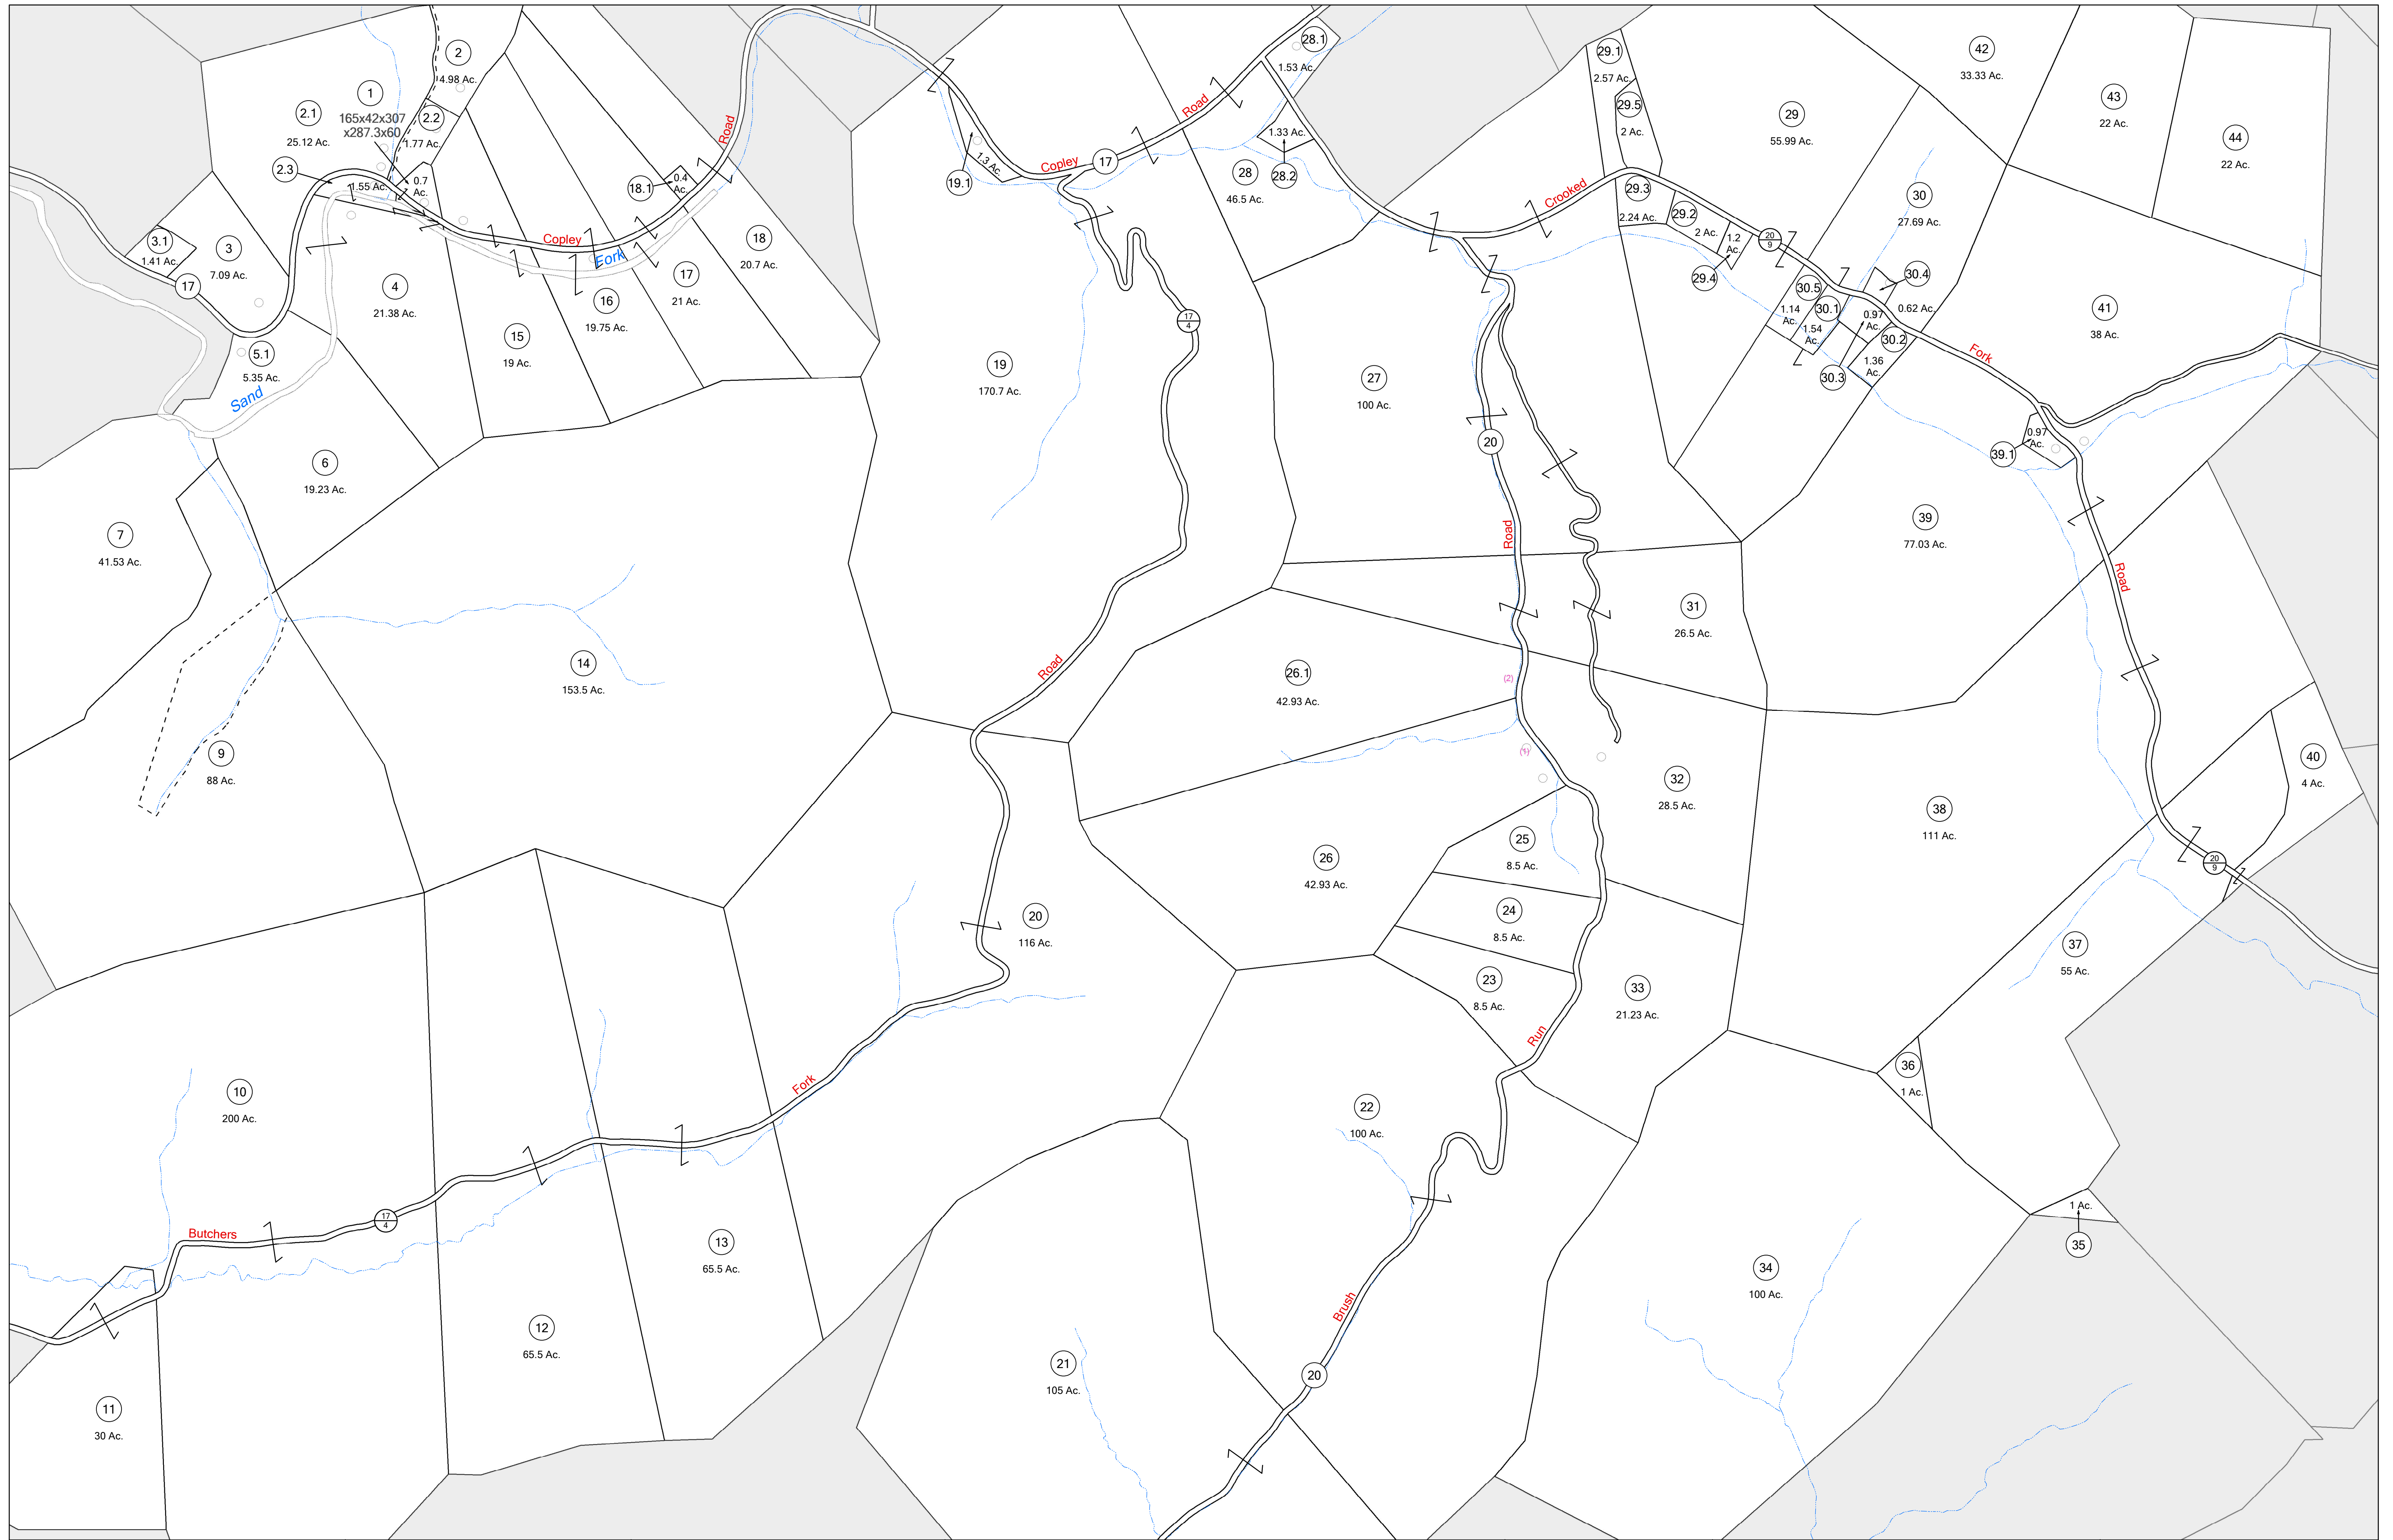 2
4.98 Ac.
1
165x42x307
x287.3x60
2.1
25.12 Ac.
2.2
1.77 Ac.
2.3
1.55 Ac.
0.7
Ac.
3.1
1.41 Ac.
3
7.09 Ac.
17
4
21.38 Ac.
5.1
5.35 Ac.
Sand
Fork
Copley
Road
18.1
0.4
Ac.
18
20.7 Ac.
17
21 Ac.
16
19.75 Ac.
15
19 Ac.
6
19.23 Ac.
7
41.53 Ac.
9
88 Ac.
14
153.5 Ac.
19.1
1.3 Ac.
Copley
17
Road
28.1
1.53 Ac.
1.33 Ac.
28.2
28
46.5 Ac.
17
4
19
170.7 Ac.
27
100 Ac.
29.1
2.57 Ac.
29.5
2 Ac.
29
55.99 Ac.
Crooked
29.3
2.24 Ac.
29.2
2 Ac.
1.2
Ac.
29.4
20
9
42
33.33 Ac.
43
22 Ac.
44
22 Ac.
30
27.69 Ac.
30.4
0.62 Ac.
30.5
1.14
Ac.
30.1
1.54
Ac.
0.97
Ac.
30.2
1.36
Ac.
30.3
Fork
41
38 Ac.
0.97
Ac.
39.1
39
77.03 Ac.
Road
20
Road
31
26.5 Ac.
26.1
42.93 Ac.
(2)
(1)
32
28.5 Ac.
Road
26
42.93 Ac.
25
8.5 Ac.
24
8.5 Ac.
23
8.5 Ac.
33
21.23 Ac.
Run
38
111 Ac.
40
4 Ac.
20
9
37
55 Ac.
36
1 Ac.
1 Ac.
35
20
116 Ac.
10
200 Ac.
Fork
17
4
Butchers
13
65.5 Ac.
12
65.5 Ac.
11
30 Ac.
22
100 Ac.
Brush
20
21
105 Ac.
34
100 Ac.